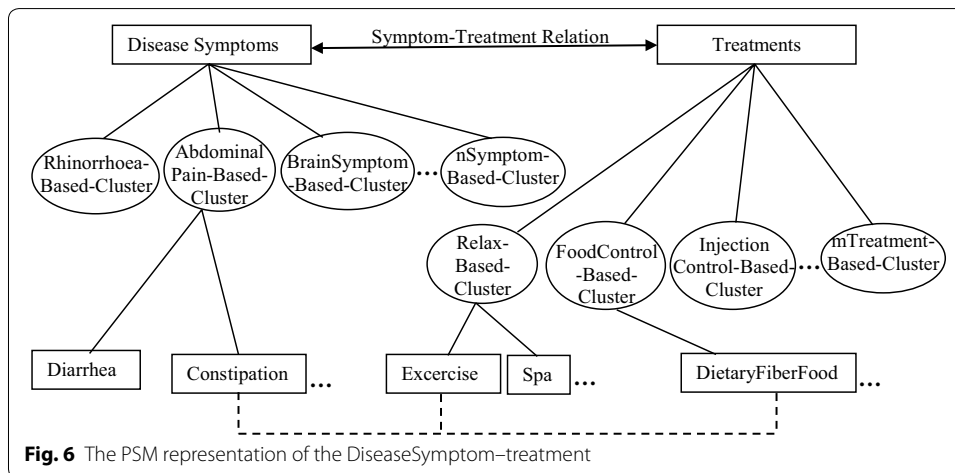 Disease Symptoms
Symptom-Treatment Relation
Treatments
Rhinorrhoea-
Based-Cluster
Abdominal
Pain-Based-
Cluster
BrainSymptom
-Based-Cluster
...
nSymptom-
Based-Cluster
Relax-
Based-
Cluster
FoodControl
-Based-
Cluster
Injection
Control-Based-
Cluster
...
mTreatment-
Based-Cluster
Diarrhea
Constipation
...
Excercise
Spa
...
DietaryFiberFood
...
Fig. 6 The PSM representation of the DiseaseSymptom–treatment